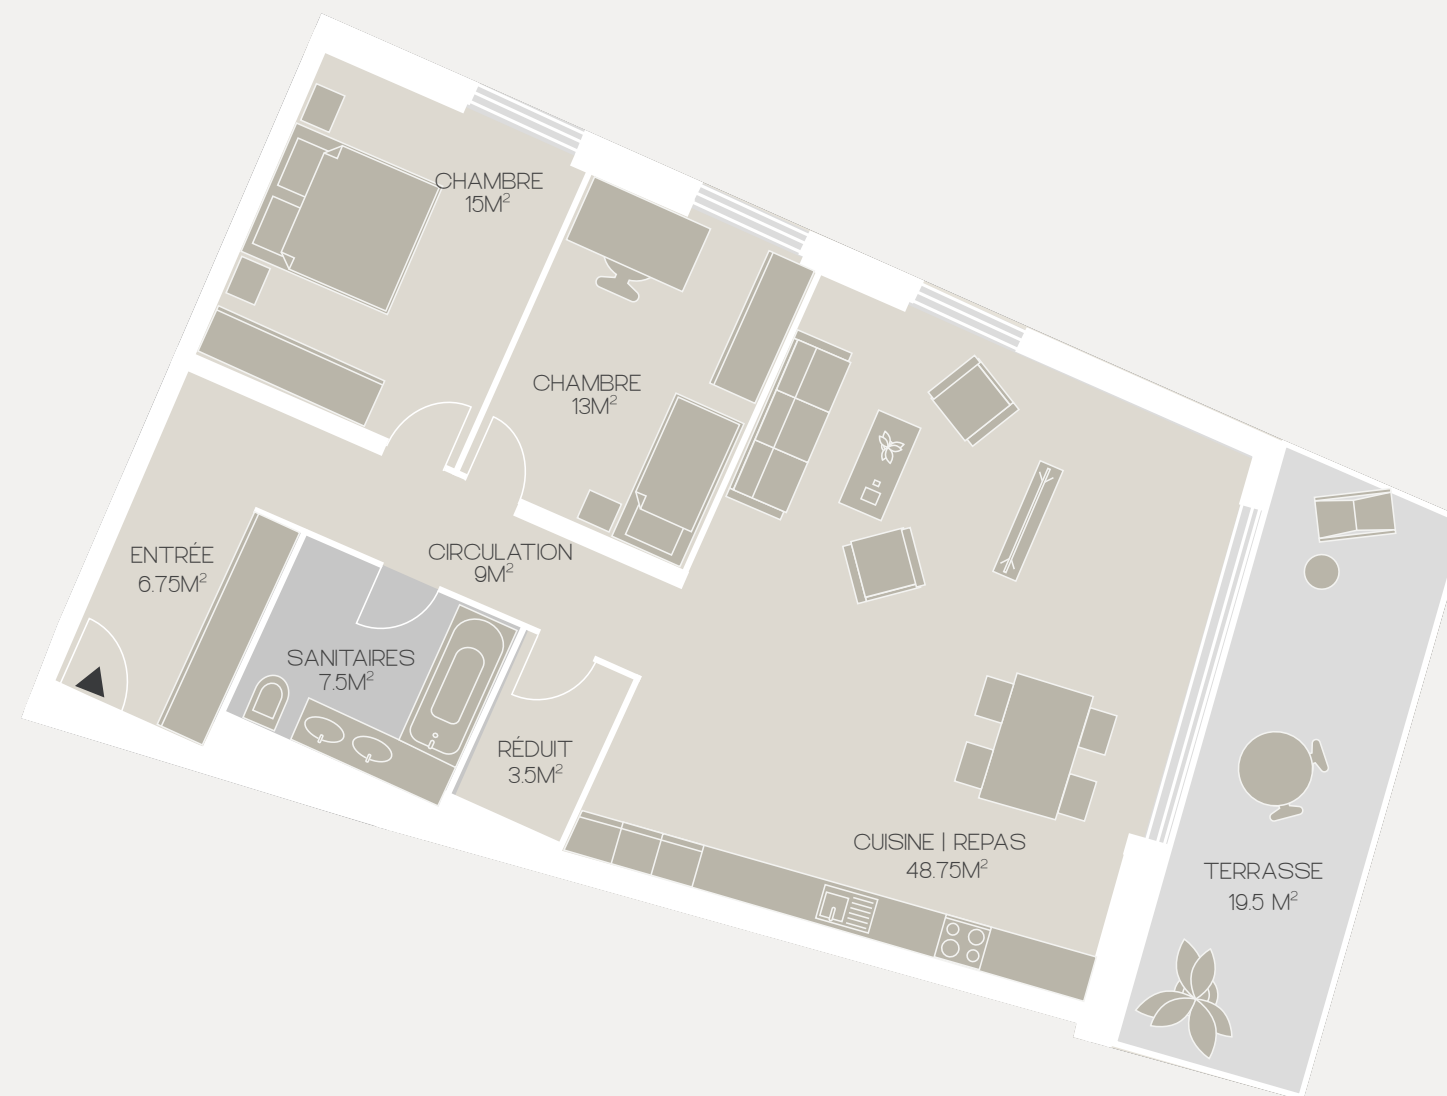 CHAMBRE
15M²
CHAMBRE
13M²
ENTRÉE
6.75M²
CIRCULATION
9M²
SANITAIRES
7.5M²
RÉDUIT
3.5M²
CUISINE | REPAS
48.75M²
TERRASSE
19.5 M²